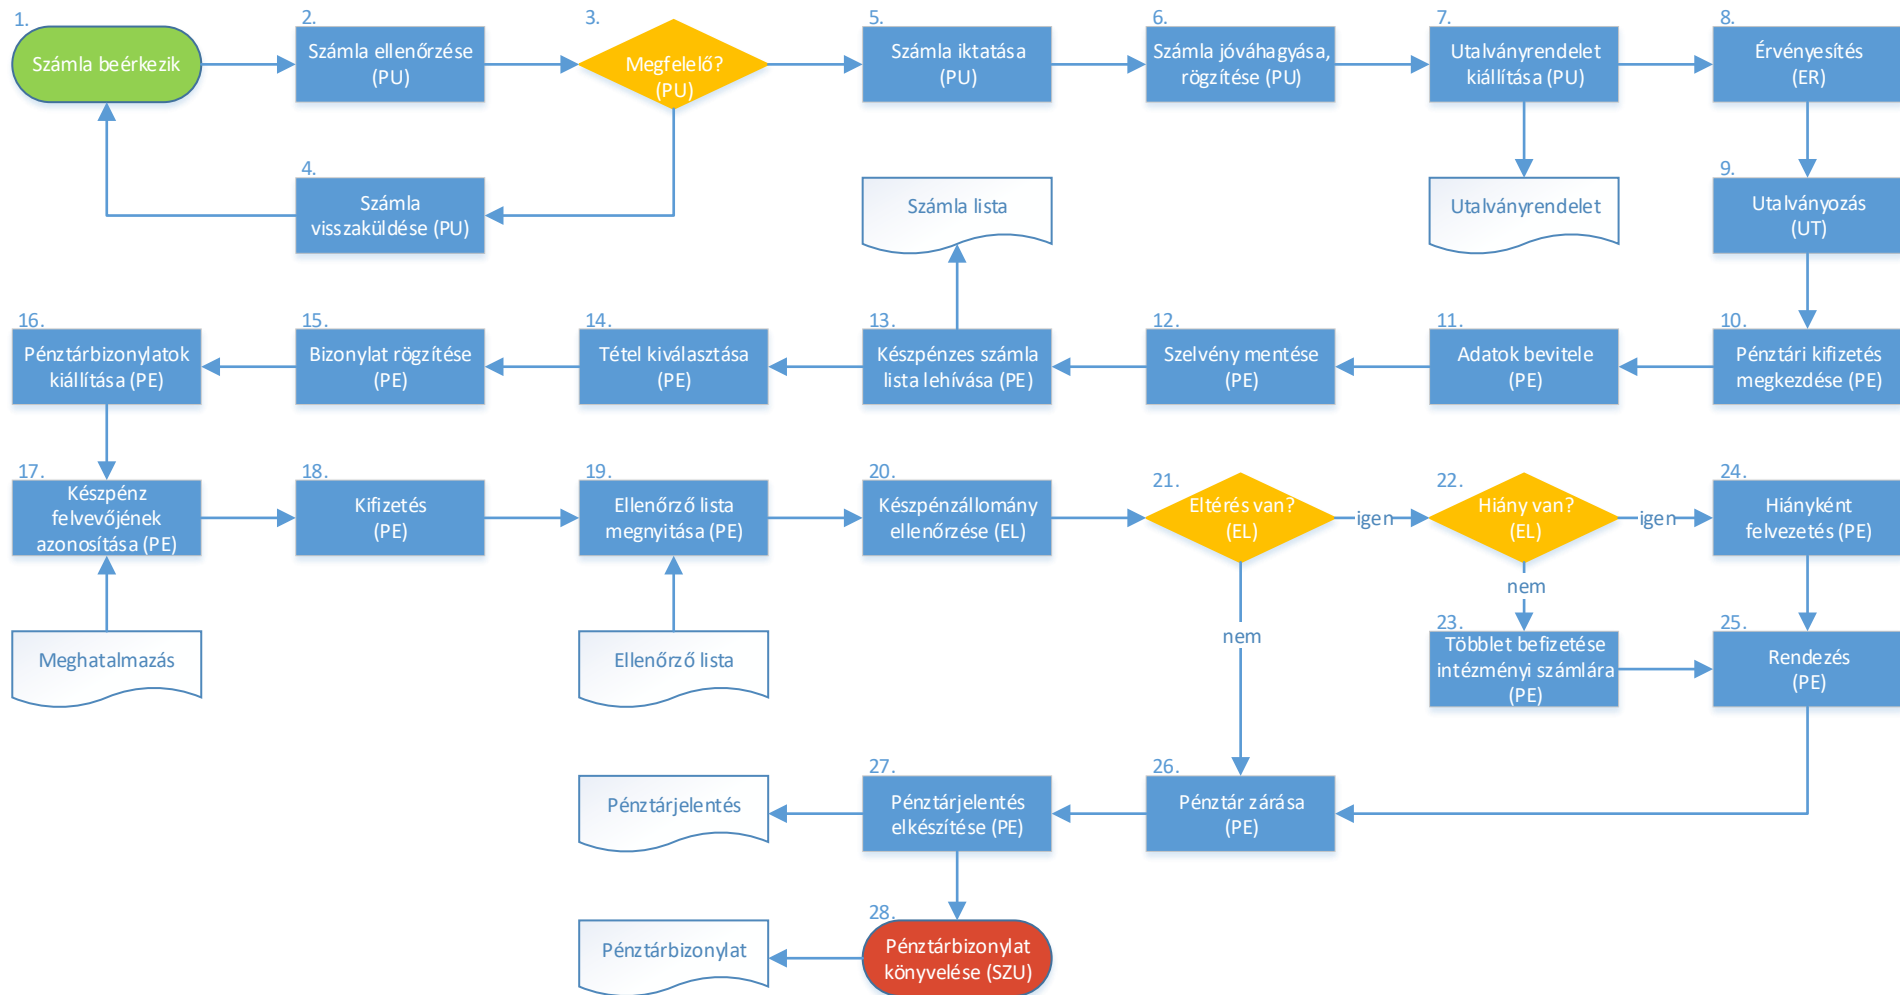 1.
Számla beérkezik
2.
Számla ellenőrzése
(PU)
3.
Megfelelő?
(PU)
5.
Számla iktatása
(PU)
6.
Számla jóváhagyása,
rögzítése (PU)
7.
Utalványrendelet
kiállítása (PU)
8.
Érvényesítés
(ER)
4.
Számla
visszaküldése (PU)
Számla lista
Utalványrendelet
9.
Utalványozás
(UT)
16.
Pénztárbizonylatok
kiállítása (PE)
15.
Bizonylat rögzítése
(PE)
14.
Tétel kiválasztása
(PE)
13.
Készpénzes számla
lista lehívása (PE)
12.
Szelvény mentése
(PE)
11.
Adatok bevitele
(PE)
10.
Pénztári kifizetés
megkezdése (PE)
17.
Készpénz
felvevőjének
azonosítása (PE)
18.
Kifizetés
(PE)
19.
Ellenőrző lista
megnyitása (PE)
20.
Készpénzállomány
ellenőrzése (EL)
21.
Eltérés van?
(EL)
igen
22.
Hiány van?
(EL)
igen
24.
Hiányként
felvezetés (PE)
nem
nem
Meghatalmazás
Ellenőrző lista
23.
Többlet befizetése
intézményi számlára
(PE)
25.
Rendezés
(PE)
Pénztárjelentés
27.
Pénztárjelentés
elkészítése (PE)
26.
Pénztár zárása
(PE)
Pénztárbizonylat
28.
Pénztárbizonylat
könyvelése (SZU)